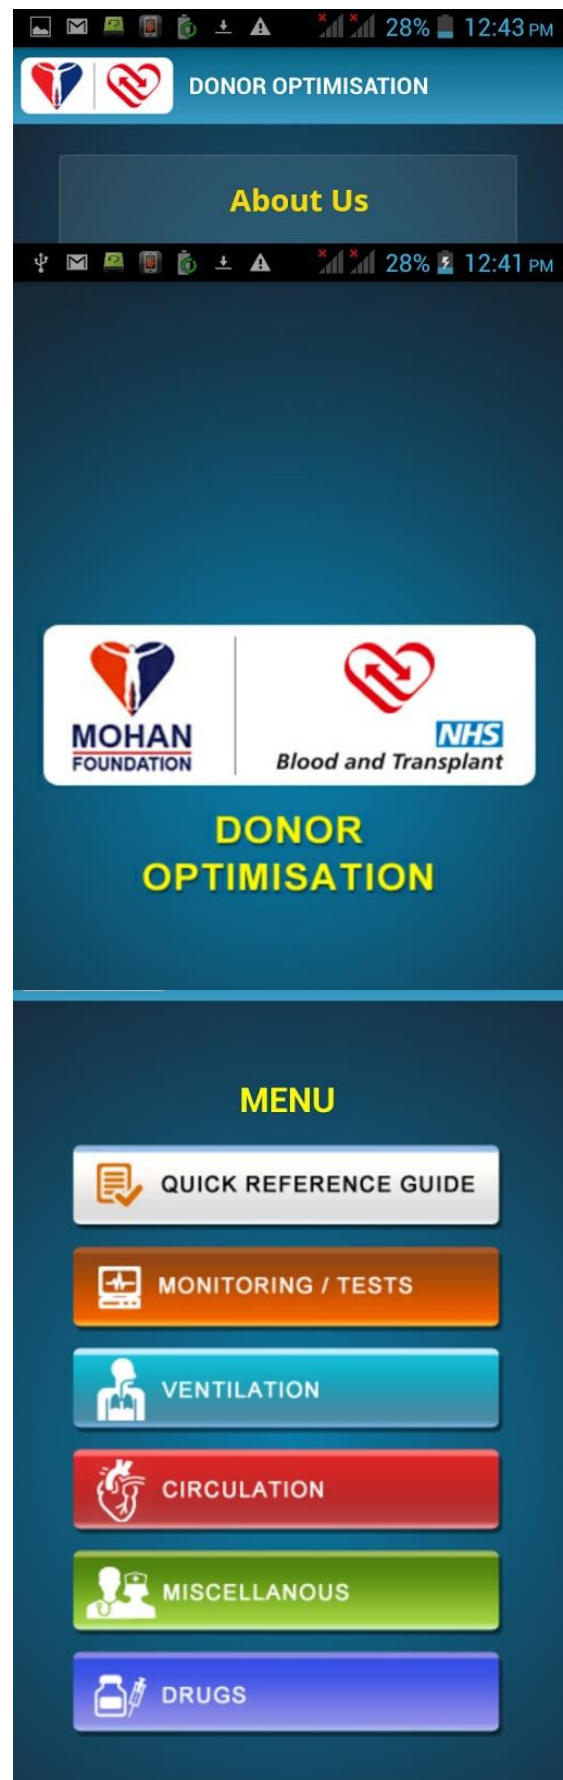 28% 12:43 PM
DONOR OPTIMISATION
About Us
28% 12:41 PM
MOHAN
FOUNDATION
NHS
Blood and Transplant
DONOR
OPTIMISATION
MENU
QUICK REFERENCE GUIDE
MONITORING / TESTS
VENTILATION
CIRCULATION
MISCELLANOUS
DRUGS